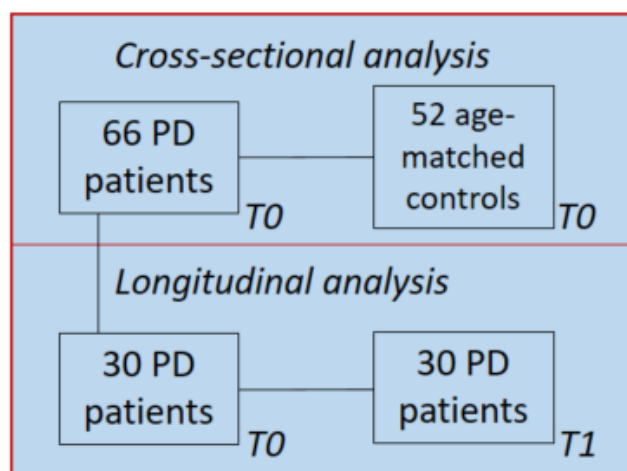 Cross-sectional analysis
66 PD
patients
T0
52 age-
matched
controls
T0
Longitudinal analysis
30 PD
patients
T0
30 PD
patients
T1